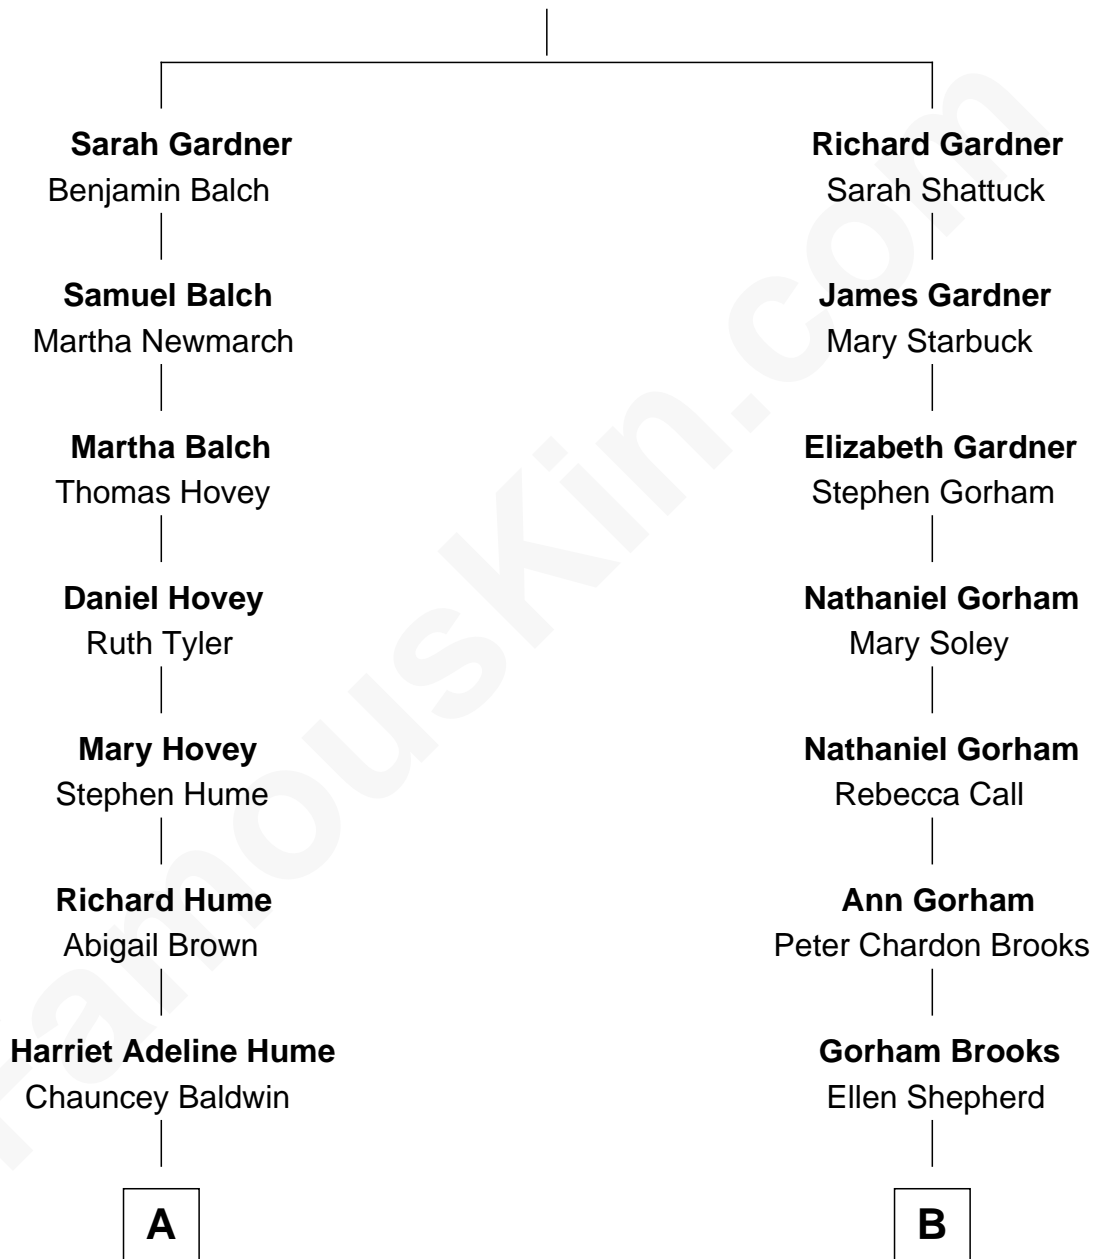 Sarah Gardner
Benjamin Balch
Samuel Balch
Martha Newmarch
Martha Balch
Thomas Hovey
Daniel Hovey
Ruth Tyler
Mary Hovey
Stephen Hume
Richard Hume
Abigail Brown
Harriet Adeline Hume
Chauncey Baldwin
A
Richard Gardner
Sarah Shattuck
James Gardner
Mary Starbuck
Elizabeth Gardner
Stephen Gorham
Nathaniel Gorham
Mary Soley
Nathaniel Gorham
Rebecca Call
Ann Gorham
Peter Chardon Brooks
Gorham Brooks
Ellen Shepherd
B
FamousKin.com